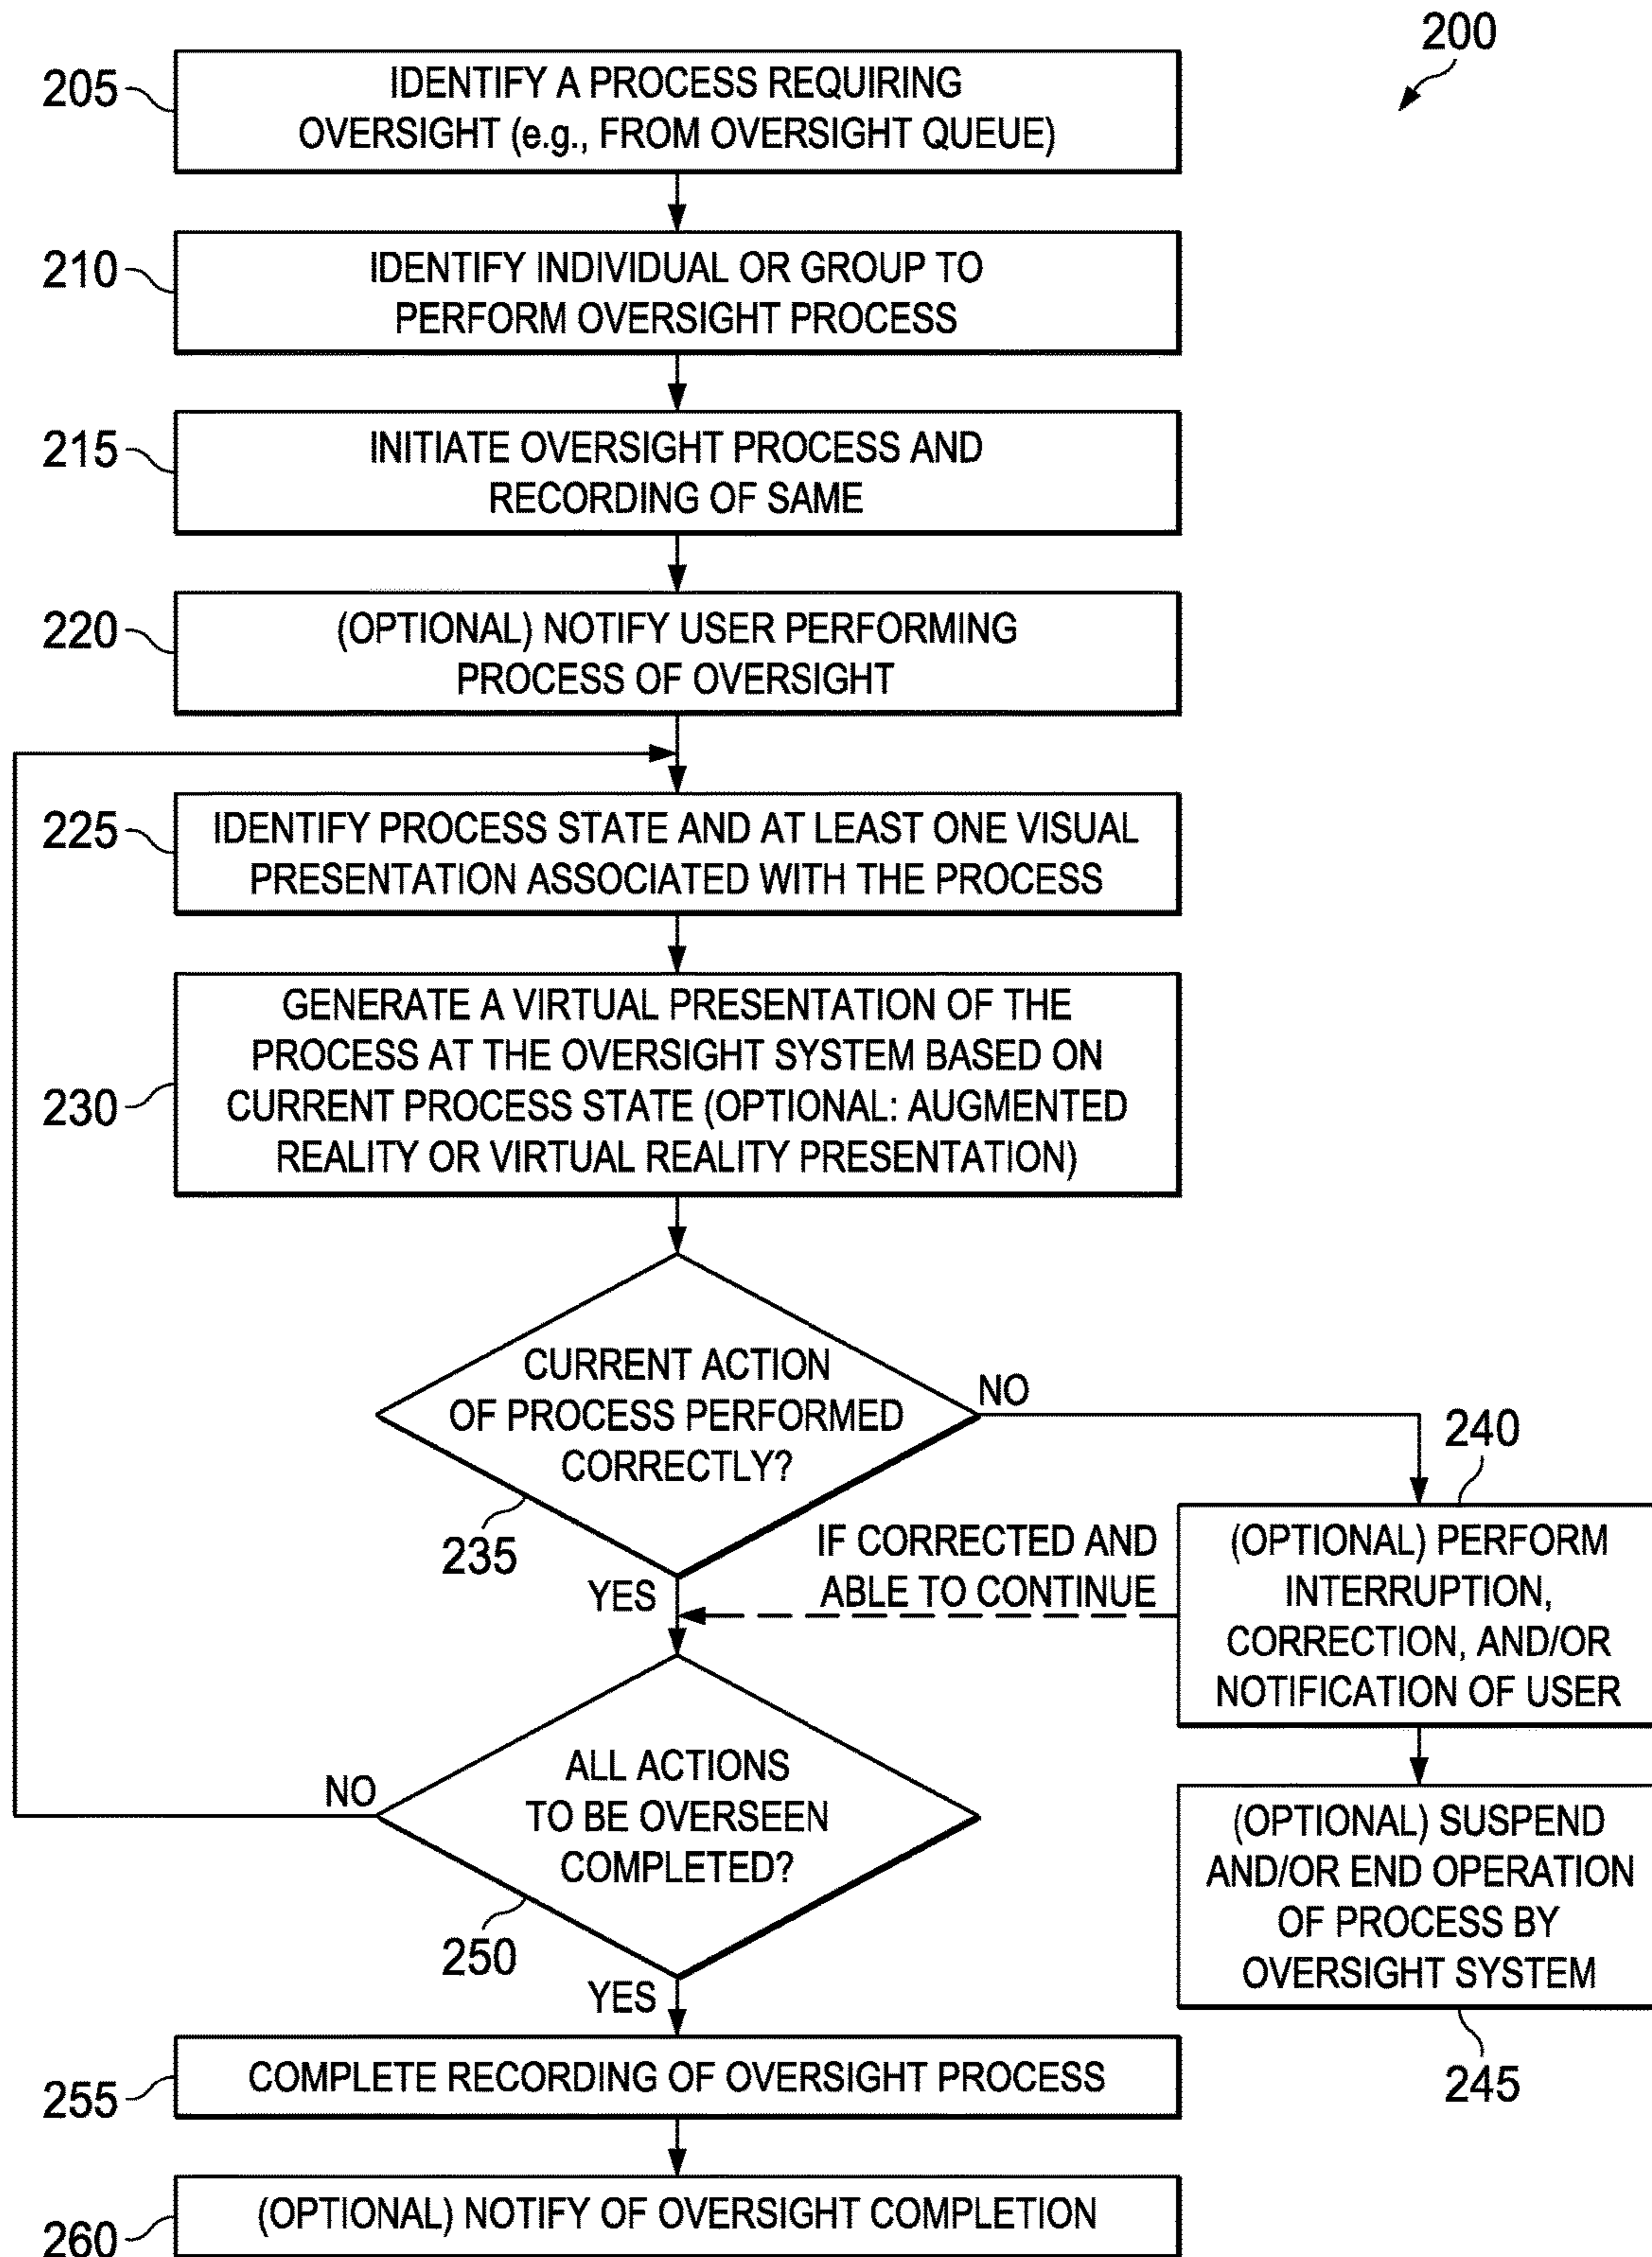 200
205
IDENTIFY A PROCESS REQUIRING
OVERSIGHT (e.g., FROM OVERSIGHT QUEUE)
210
IDENTIFY INDIVIDUAL OR GROUP TO
PERFORM OVERSIGHT PROCESS
215
INITIATE OVERSIGHT PROCESS AND
RECORDING OF SAME
220
(OPTIONAL) NOTIFY USER PERFORMING
PROCESS OF OVERSIGHT
225
IDENTIFY PROCESS STATE AND AT LEAST ONE VISUAL
PRESENTATION ASSOCIATED WITH THE PROCESS
230
GENERATE A VIRTUAL PRESENTATION OF THE
PROCESS AT THE OVERSIGHT SYSTEM BASED ON
CURRENT PROCESS STATE (OPTIONAL: AUGMENTED
REALITY OR VIRTUAL REALITY PRESENTATION)
CURRENT ACTION
OF PROCESS PERFORMED
CORRECTLY?
235
NO
240
(OPTIONAL) PERFORM
INTERRUPTION,
CORRECTION, AND/OR
NOTIFICATION OF USER
IF CORRECTED AND
ABLE TO CONTINUE
YES
(OPTIONAL) SUSPEND
AND/OR END OPERATION
OF PROCESS BY
OVERSIGHT SYSTEM
245
ALL ACTIONS
TO BE OVERSEEN
COMPLETED?
250
NO
YES
255
COMPLETE RECORDING OF OVERSIGHT PROCESS
260
(OPTIONAL) NOTIFY OF OVERSIGHT COMPLETION